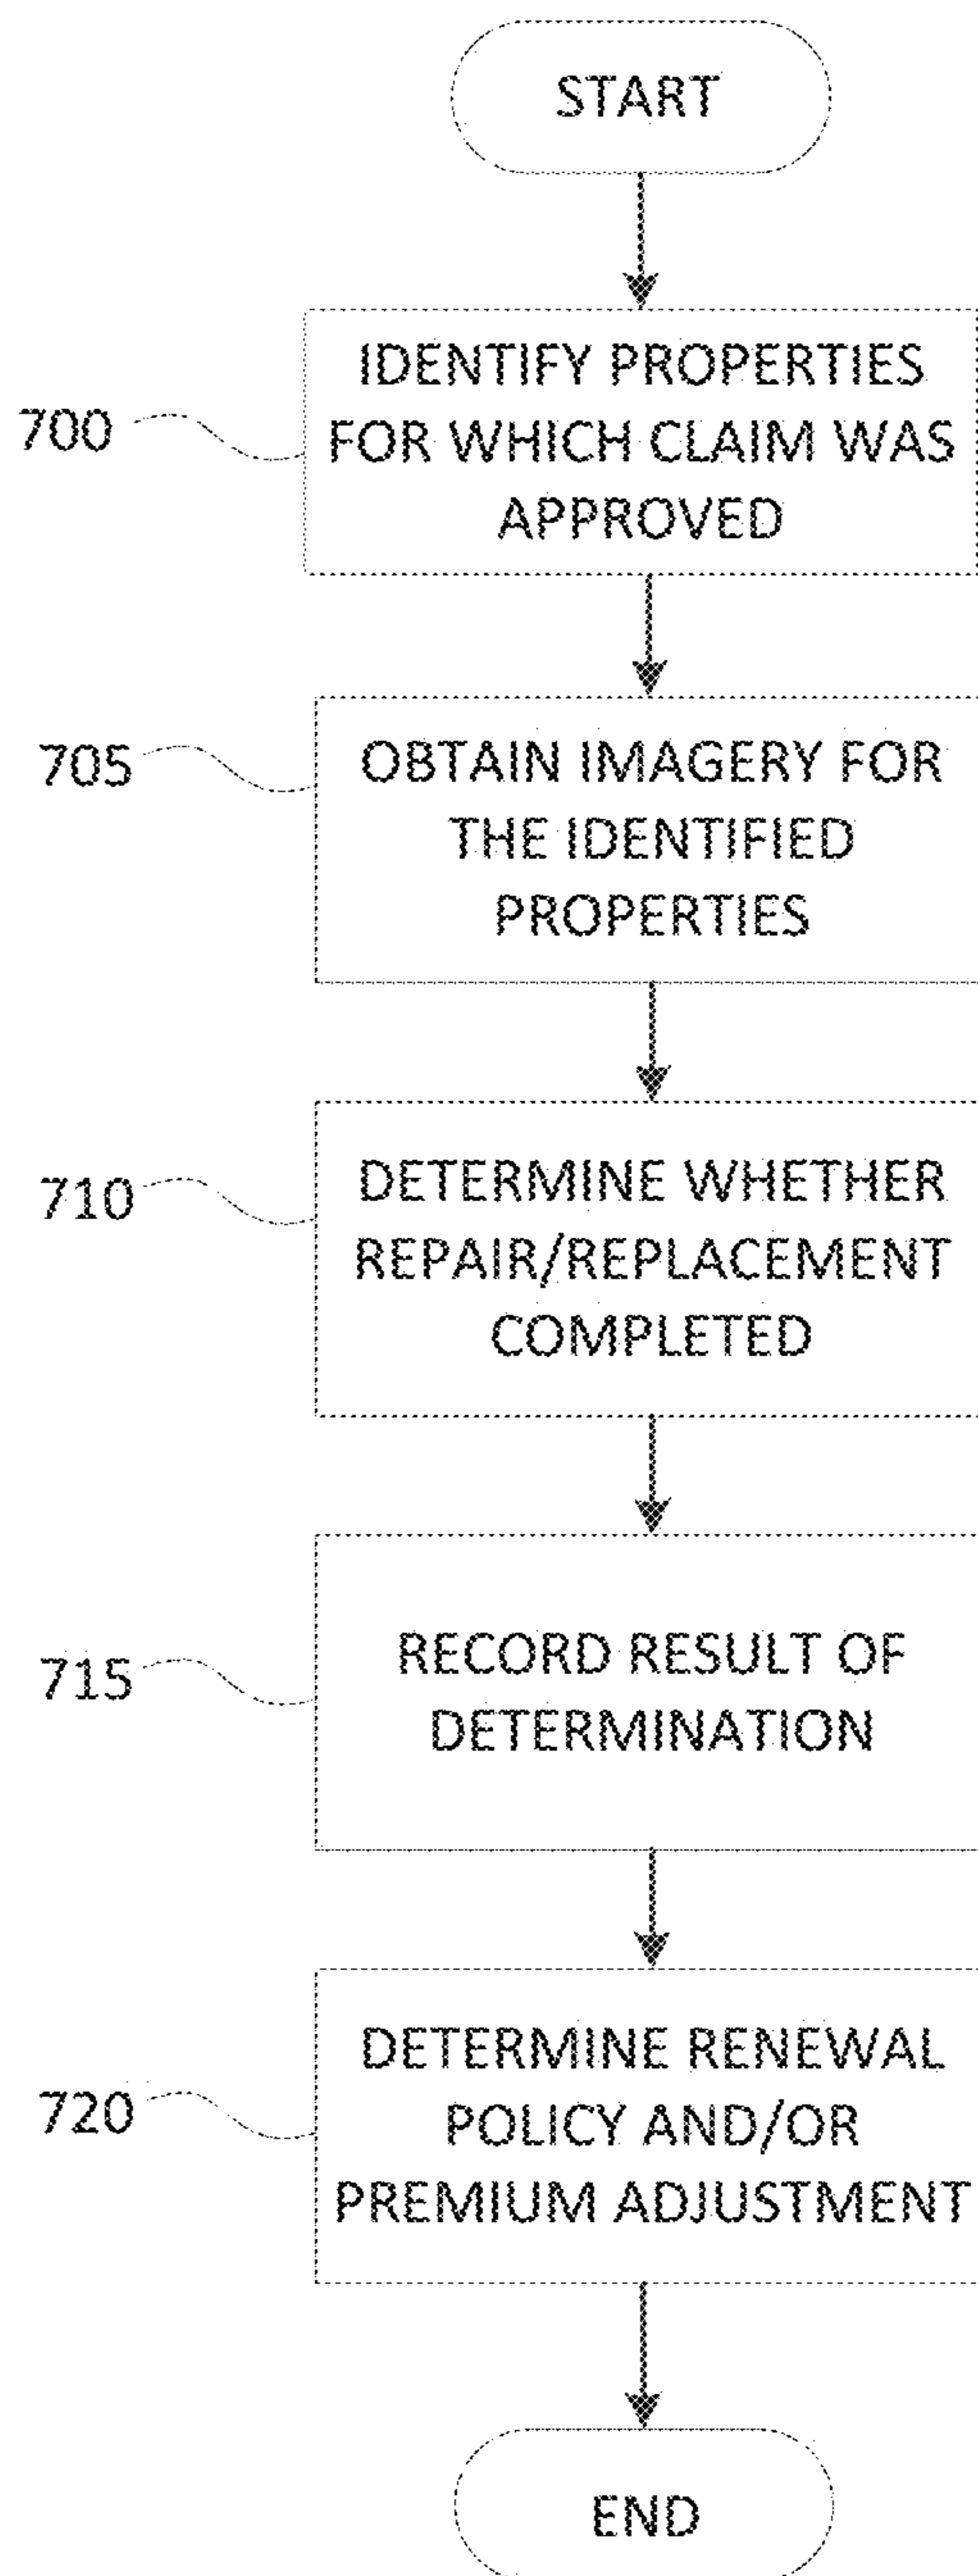 START
IDENTIFY PROPERTIES
FOR WHICH CLAIM WAS
APPROVED
700
OBTAIN IMAGERY FOR
THE IDENTIFIED
PROPERTIES
705
DETERMINE WHETHER
REPAIR/REPLACEMENT
COMPLETED
710
RECORD RESULT OF
DETERMINATION
715
DETERMINE RENEWAL
POLICY AND/OR
PREMIUM ADJUSTMENT
720
END